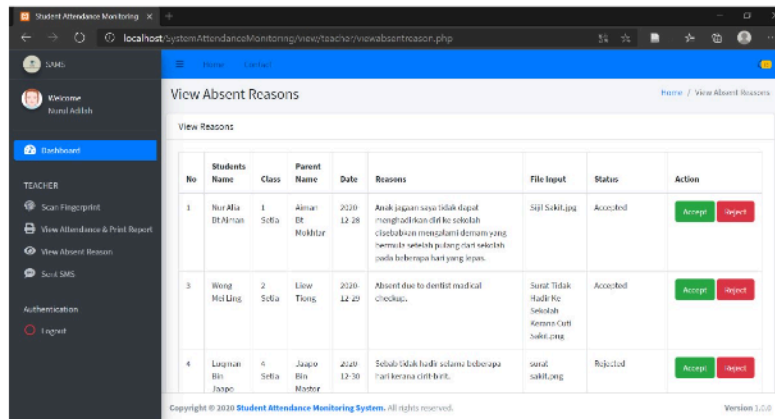 Student Attendance Monitoring
localhost/SystemAttendanceMonitoring/view/teacher/viewabsentreason.php
SAMS
Home Contact
Welcome
Nurul Adilah
View Absent Reasons
Home / View Absent Reasons
View Reasons
Dashboard
TEACHER
Scan Fingerprint
View Attendance & Print Report
View Absent Reason
Sent SMS
Authentication
Logout
No Students Name Class Parent Name Date Reasons File Input Status Action
1 Nur Alia Bt Aiman 1 Setia Aiman Bt Mokhtar 2020-12-28 Anak jagaan saya tidak dapat menghadirkan diri ke sekolah disebabkan mengalami demam yang bermula setelah pulang dari sekolah pada beberapa hari yang lepas. Sijil Sakit.jpg Accepted Accept Reject
3 Wong Mei Ling 2 Setia Liew Tiong 2020-12-29 Absent due to dentist madical checkup. Surat Tidak Hadir Ke Sekolah Kerana Cuti Sakit.png Accepted Accept Reject
4 Luqman Bin Jaapo 4 Setia Jaapo Bin Mastor 2020-12-30 Sebab tidak hadir selama beberapa hari kerana cirit-birit. surat sakit.png Rejected Accept Reject
Copyright © 2020 Student Attendance Monitoring System. All rights reserved.
Version 1.0.0